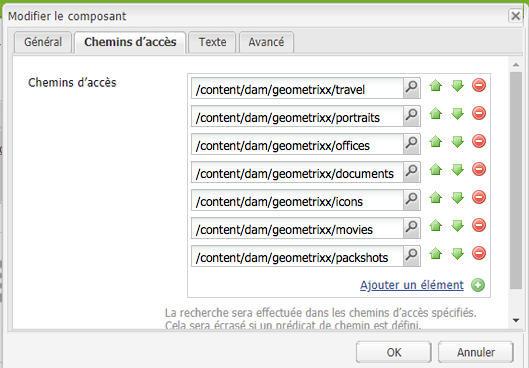 Modifier le composant
Général Chemins d'accès Texte Avancé
Chemins d'accès
/content/dam/geometrixx/travel
/content/dam/geometrixx/portraits
/content/dam/geometrixx/offices
/content/dam/geometrixx/documents
/content/dam/geometrixx/icons
/content/dam/geometrixx/movies
/content/dam/geometrixx/packshots
Ajouter un élément
La recherche sera effectuée dans les chemins d'accès spécifiés.
Cela sera écrasé si un prédicat de chemin est défini.
OK Annuler